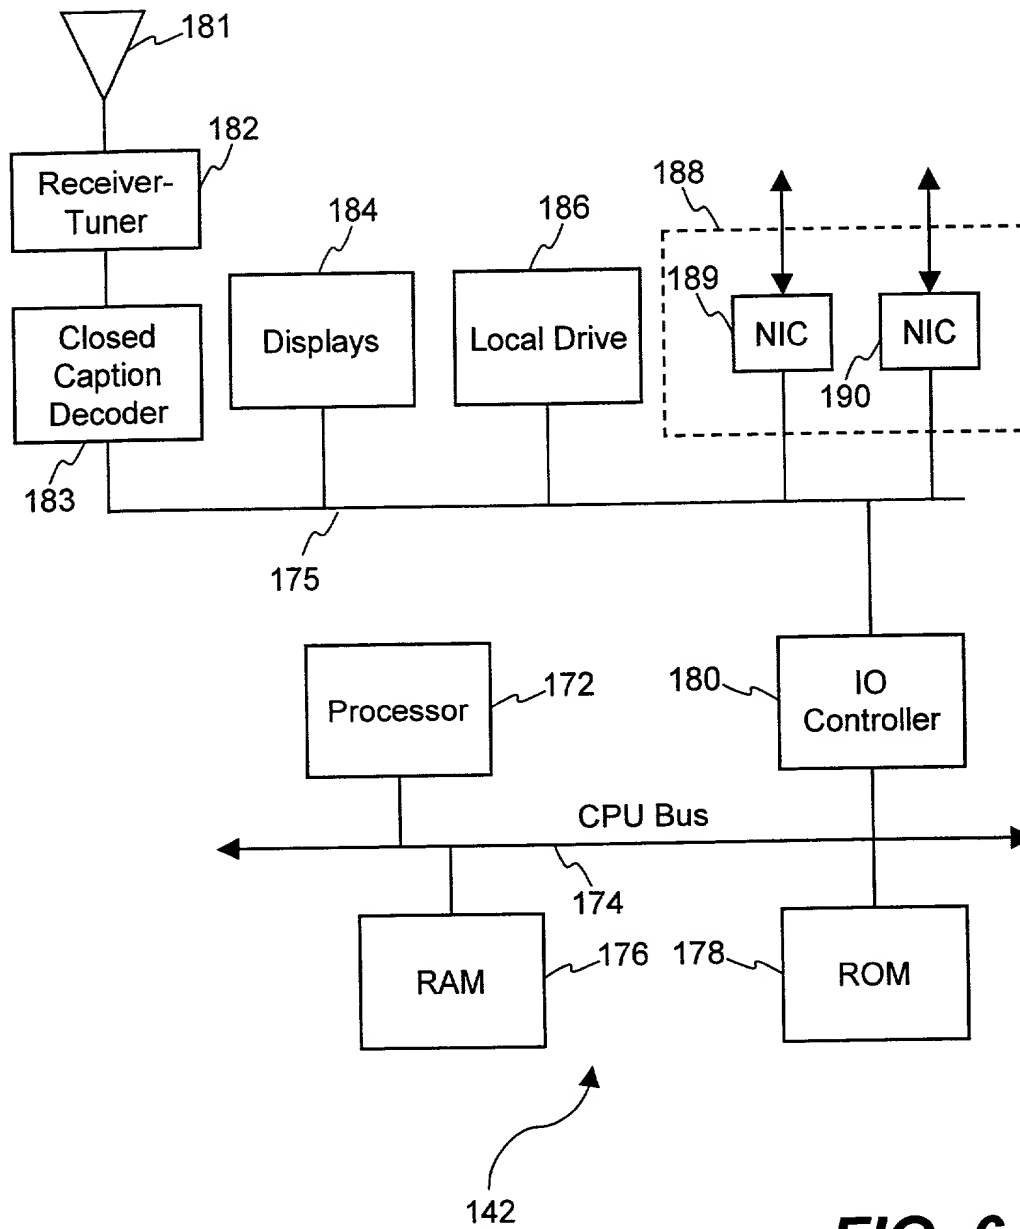 181
182
Receiver-
Tuner
184
186
188
189
Closed
Caption
Decoder
Displays
Local Drive
NIC
NIC
190
183
175
Processor
172
180
IO
Controller
CPU Bus
174
RAM
176
178
ROM
142
FIG. 6